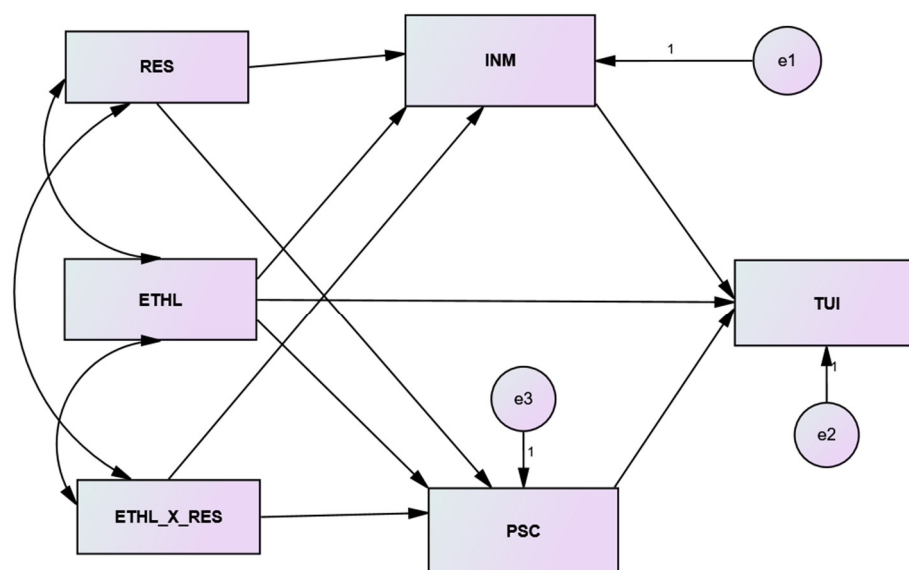 RES
INM
1
e1
ETHL
TUI
e3
1
1
e2
ETHL_X_RES
PSC